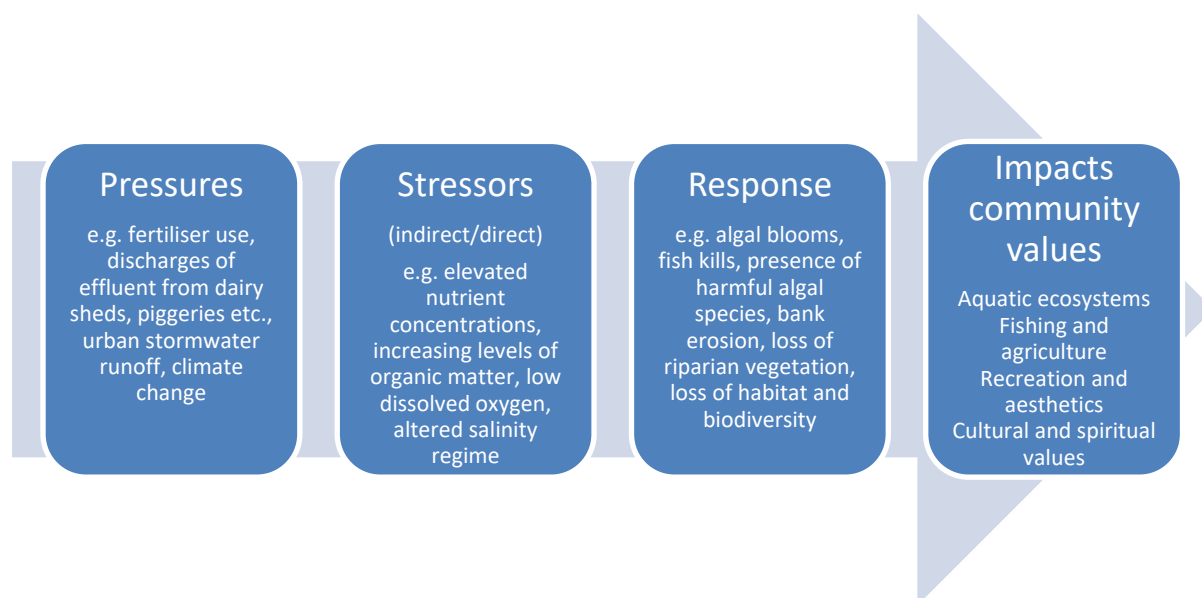 Pressures
e.g. fertiliser use,
discharges of
effluent from dairy
sheds, piggeries etc.,
urban stormwater
runoff, climate
change
Stressors
(indirect/direct)
e.g. elevated
nutrient
concentrations,
increasing levels of
organic matter, low
dissolved oxygen,
altered salinity
regime
Response
e.g. algal blooms,
fish kills, presence of
harmful algal
species, bank
erosion, loss of
riparian vegetation,
loss of habitat and
biodiversity
Impacts
community
values
Aquatic ecosystems
Fishing and
agriculture
Recreation and
aesthetics
Cultural and spiritual
values